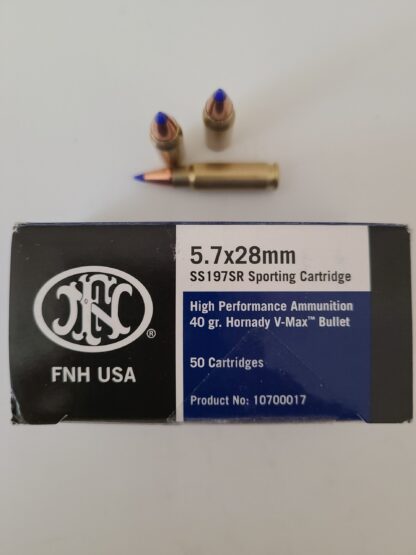 FN
®
FNH USA
5.7x28mm
SS197SR Sporting Cartridge
High Performance Ammunition
40 gr. Hornady V-Max™ Bullet
50 Cartridges
Product No: 10700017